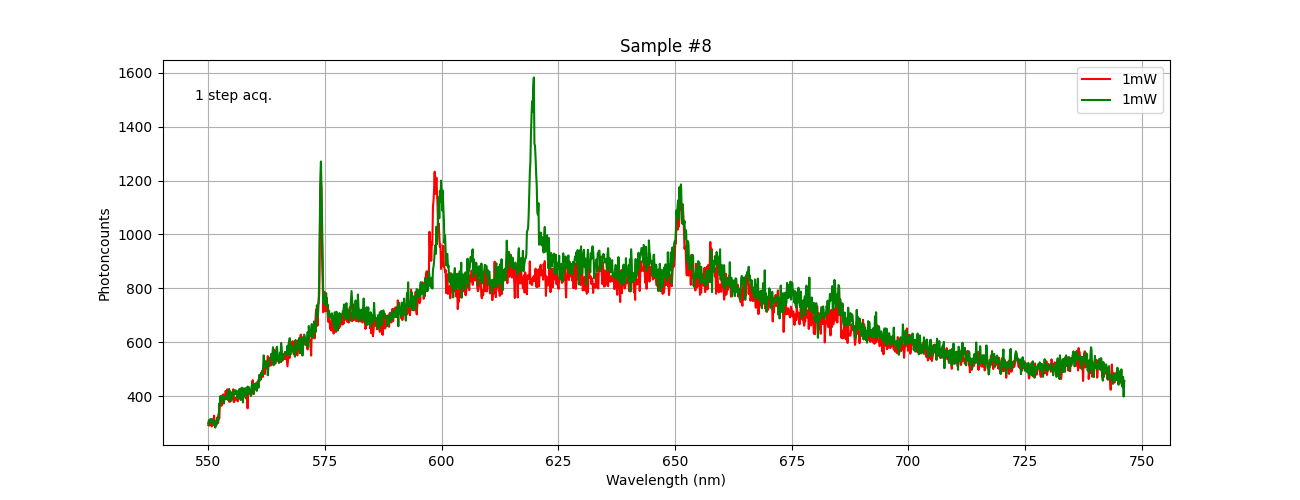 Sample #8
1600
1400
1200
1000
800
600
400
Photoncounts
1 step acq.
1mW
1mW
550 575 600 625 650 675 700 725 750
Wavelength (nm)